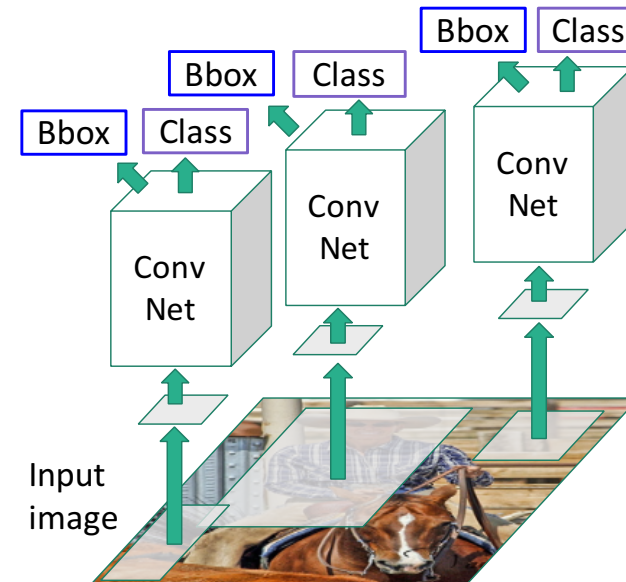 Bbox Class
Bbox Class
Bbox Class
Conv
Net
Conv
Net
Conv
Net
Input
image